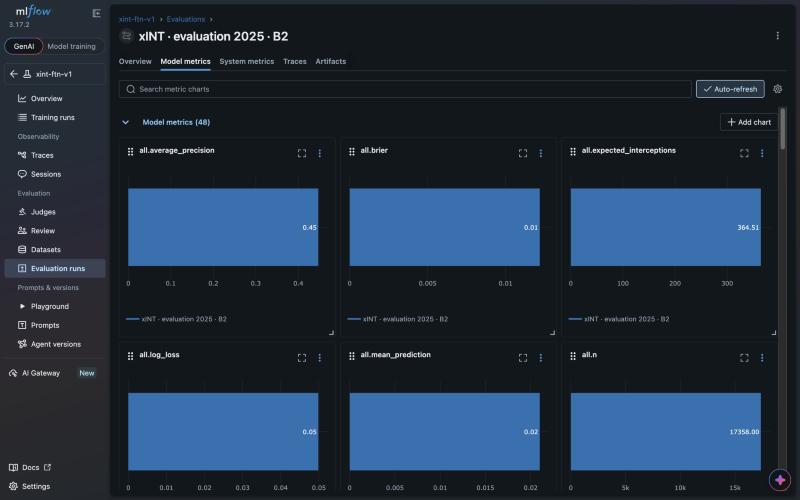 mlflow
3.17.2
GenAI
Model training
xint-ftn-v1
Overview
Training runs
Observability
Traces
Sessions
Evaluation
Judges
Review
Datasets
Evaluation runs
Prompts & versions
Playground
Prompts
Agent versions
AI Gateway New
Docs
Settings
xint-ftn-v1 › Evaluations ›
xINT · evaluation 2025 · B2
Overview Model metrics System metrics Traces Artifacts
Search metric charts
Auto-refresh
Model metrics (48)
Add chart
all.average_precision
0.45
0 0.1 0.2 0.3 0.4
xINT · evaluation 2025 · B2
all.brier
0.01
0 0.005 0.01
xINT · evaluation 2025 · B2
all.expected_interceptions
364.51
0 100 200 300
xINT · evaluation 2025 · B2
all.log_loss
0.05
0 0.01 0.02 0.03 0.04 0.05
all.mean_prediction
0.02
0 0.005 0.01 0.015 0.02
all.n
17358.00
0 5k 10k 15k